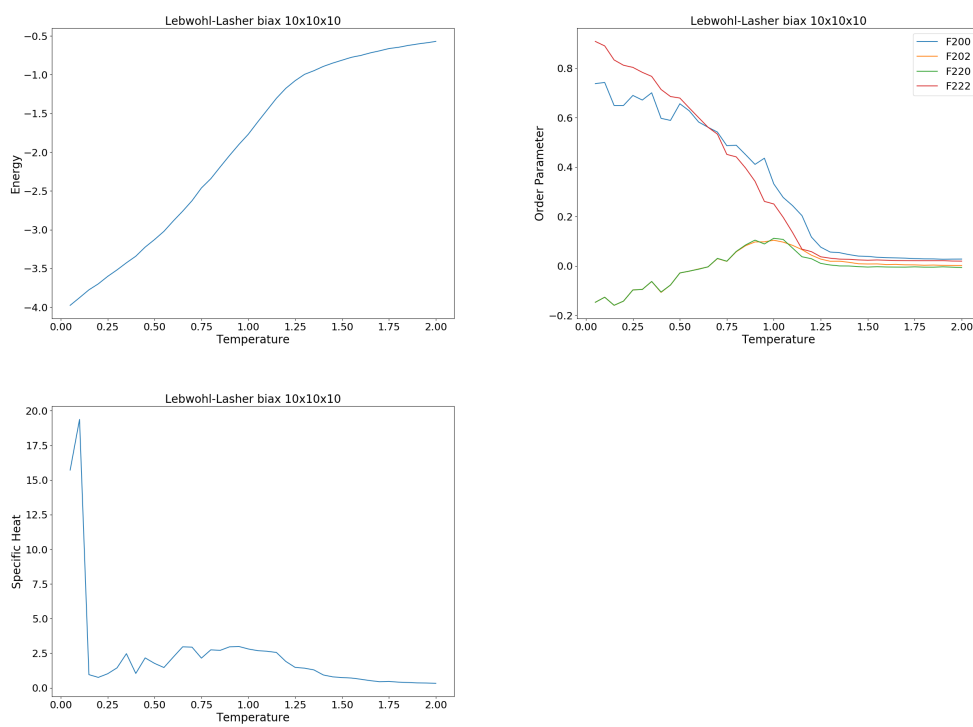 Lebwohl-Lasher biax 10x10x10
Energy
−0.5
−1.0
−1.5
−2.0
−2.5
−3.0
−3.5
−4.0
0.00 0.25 0.50 0.75 1.00 1.25 1.50 1.75 2.00
Temperature
Lebwohl-Lasher biax 10x10x10
Order Parameter
0.8
0.6
0.4
0.2
0.0
−0.2
F200
F202
F220
F222
0.00 0.25 0.50 0.75 1.00 1.25 1.50 1.75 2.00
Temperature
Lebwohl-Lasher biax 10x10x10
Specific Heat
20.0
17.5
15.0
12.5
10.0
7.5
5.0
2.5
0.0
0.00 0.25 0.50 0.75 1.00 1.25 1.50 1.75 2.00
Temperature